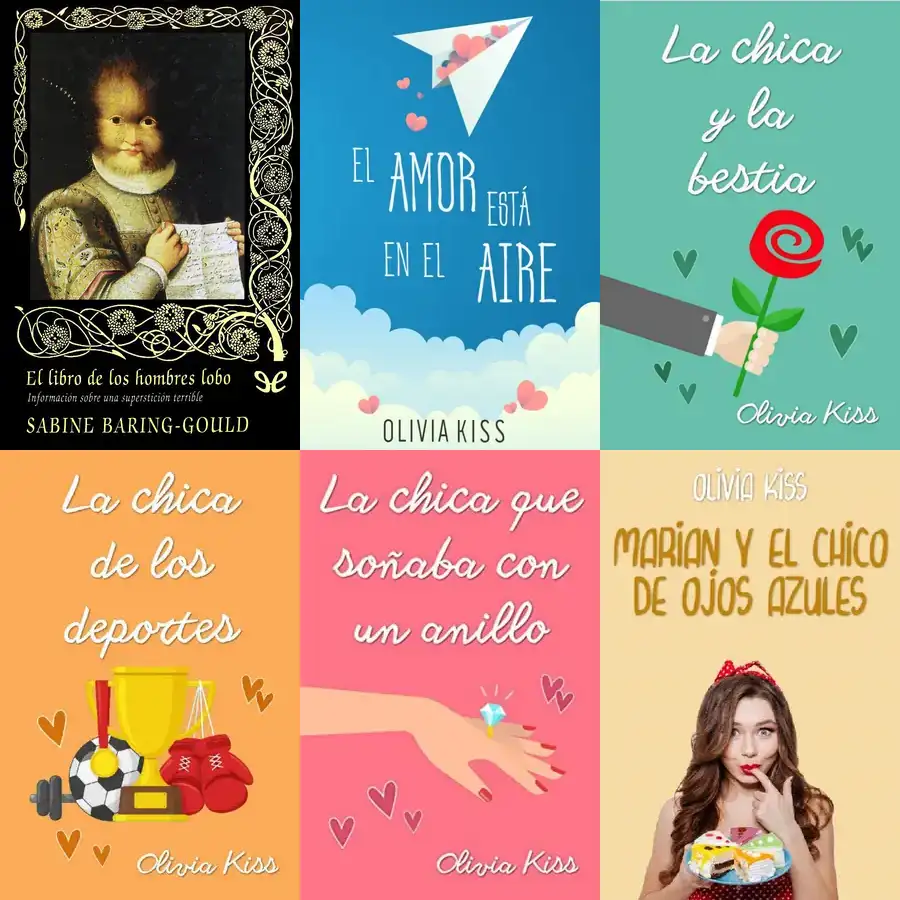 El libro de los hombres lobo
Información sobre una superstición terrible
SABINE BARING-GOULD
EL AMOR ESTÁ
EN EL AIRE
OLIVIA KISS
La chica
y la
bestia
Olivia Kiss
La chica
de los
deportes
Olivia Kiss
La chica que
soñaba con
un anillo
Olivia Kiss
OLIVIA KISS
MARIAN Y EL CHICO
DE OJOS AZULES